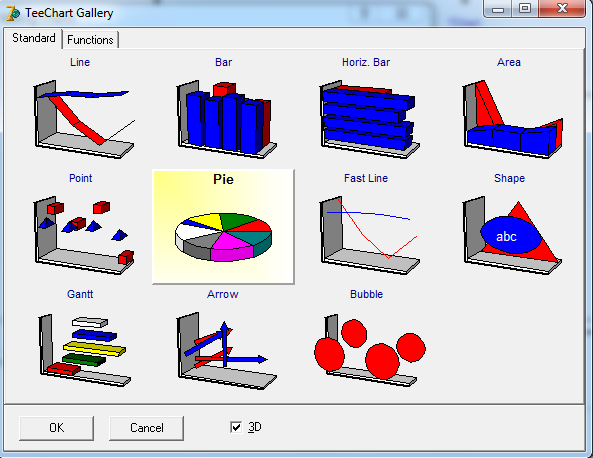 TeeChart Gallery
Standard Functions
Line Bar Horiz. Bar Area
Point Pie Fast Line Shape
abc
Gantt Arrow Bubble
OK Cancel 3D